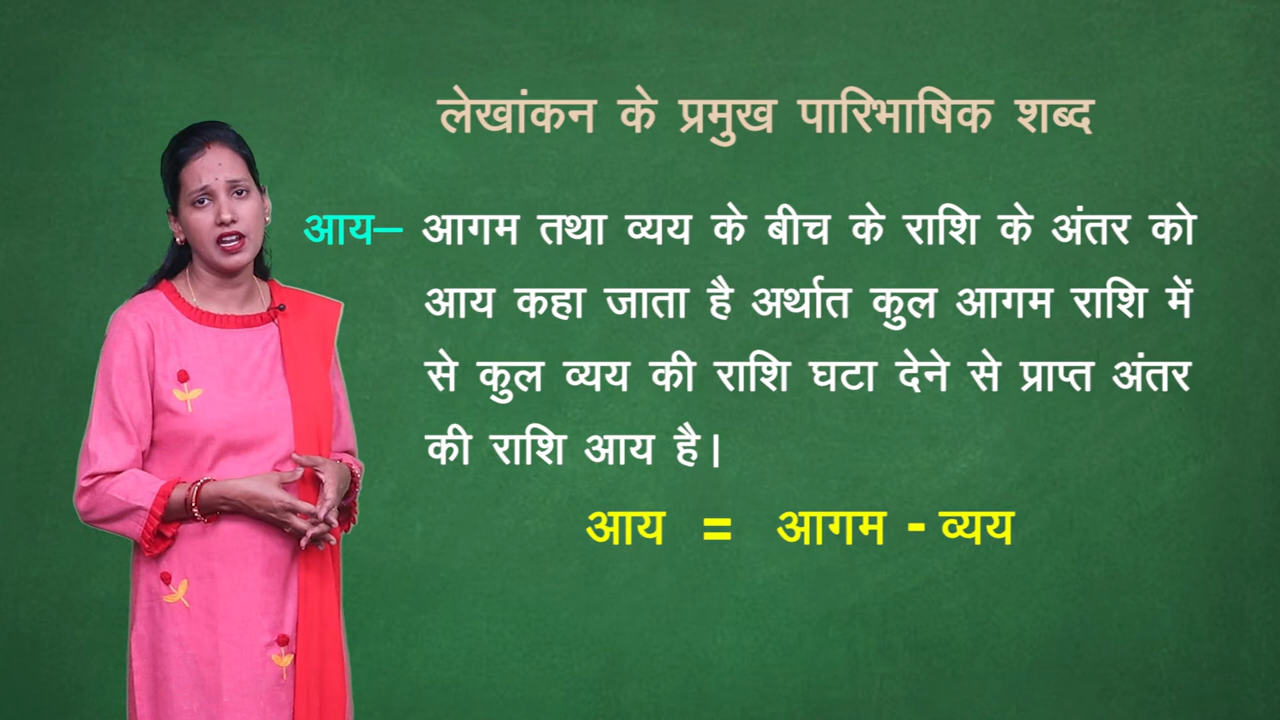 लेखांकन के प्रमुख पारिभाषिक शब्द
आय– आगम तथा व्यय के बीच के राशि के अंतर को
आय कहा जाता है अर्थात कुल आगम राशि में
से कुल व्यय की राशि घटा देने से प्राप्त अंतर
की राशि आय है।
आय = आगम - व्यय